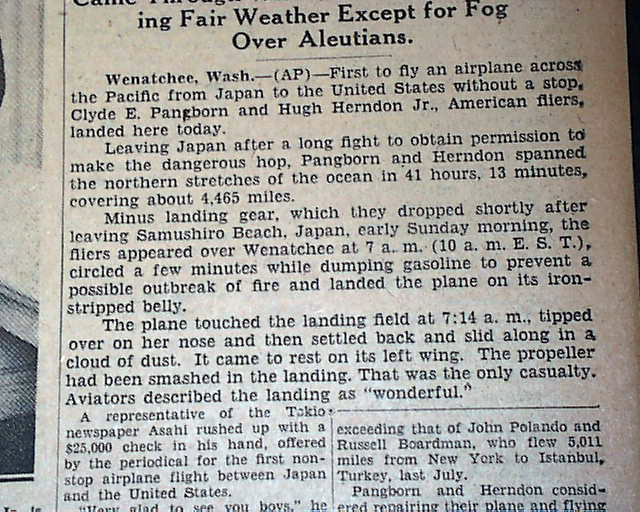 ing Fair Weather Except for Fog
Over Aleutians.
Wenatchee, Wash.—(AP)—First to fly an airplane across
the Pacific from Japan to the United States without a stop,
Clyde E. Pangborn and Hugh Herndon Jr., American fliers,
landed here today.
Leaving Japan after a long fight to obtain permission to
make the dangerous hop, Pangborn and Herndon spanned
the northern stretches of the ocean in 41 hours, 13 minutes,
covering about 4,465 miles.
Minus landing gear, which they dropped shortly after
leaving Samushiro Beach, Japan, early Sunday morning, the
fliers appeared over Wenatchee at 7 a. m. (10 a. m. E. S. T.),
circled a few minutes while dumping gasoline to prevent a
possible outbreak of fire and landed the plane on its iron-
stripped belly.
The plane touched the landing field at 7:14 a. m., tipped
over on her nose and then settled back and slid along in a
cloud of dust. It came to rest on its left wing. The propeller
had been smashed in the landing. That was the only casualty.
Aviators described the landing as "wonderful."
A representative of the Tokio
newspaper Asahi rushed up with a
$25,000 check in his hand, offered
by the periodical for the first non-
stop airplane flight between Japan
and the United States.
"Very glad to see you boys," he
exceeding that of John Polando and
Russell Boardman, who flew 5,011
miles from New York to Istanbul,
Turkey, last July.
Pangborn and Herndon consid-
ered repairing their plane and flying